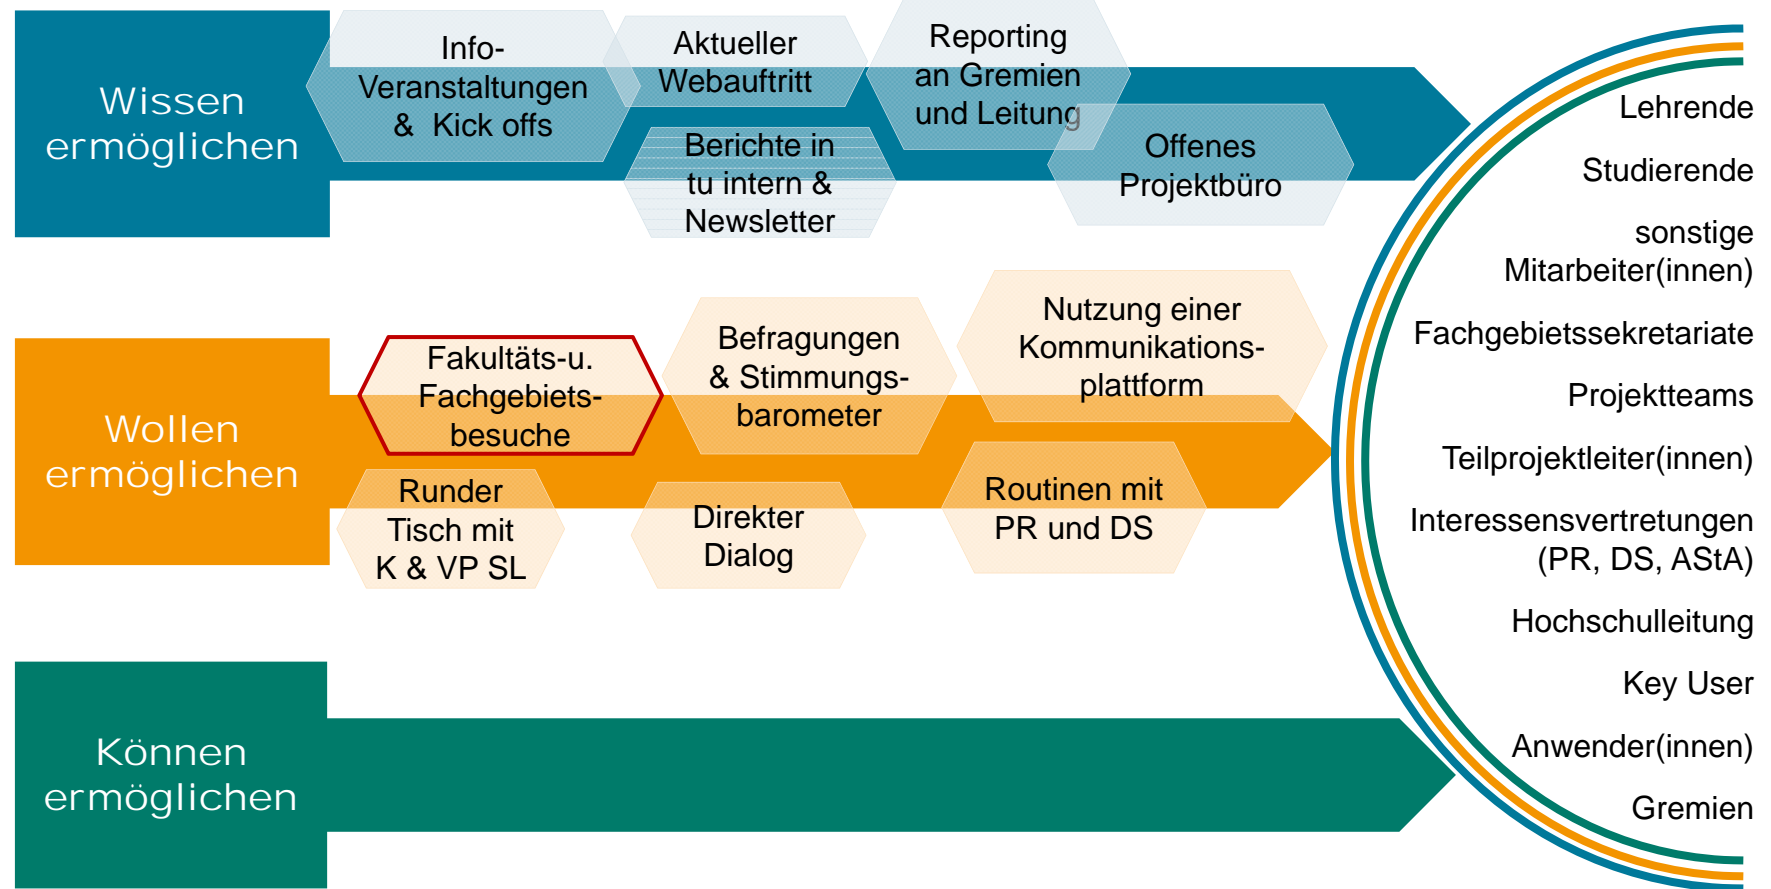 Wissen
ermöglichen
Info-
Veranstaltungen
& Kick offs
Aktueller
Webauftritt
Reporting
an Gremien
und Leitung
Berichte in
tu intern &
Newsletter
Offenes
Projektbüro
Wollen
ermöglichen
Fakultäts-u.
Fachgebiets-
besuche
Befragungen
& Stimmungs-
barometer
Nutzung einer
Kommunikations-
plattform
Runder
Tisch mit
K & VP SL
Direkter
Dialog
Routinen mit
PR und DS
Können
ermöglichen
Lehrende
Studierende
sonstige
Mitarbeiter(innen)
Fachgebietssekretariate
Projektteams
Teilprojektleiter(innen)
Interessensvertretungen
(PR, DS, AStA)
Hochschulleitung
Key User
Anwender(innen)
Gremien